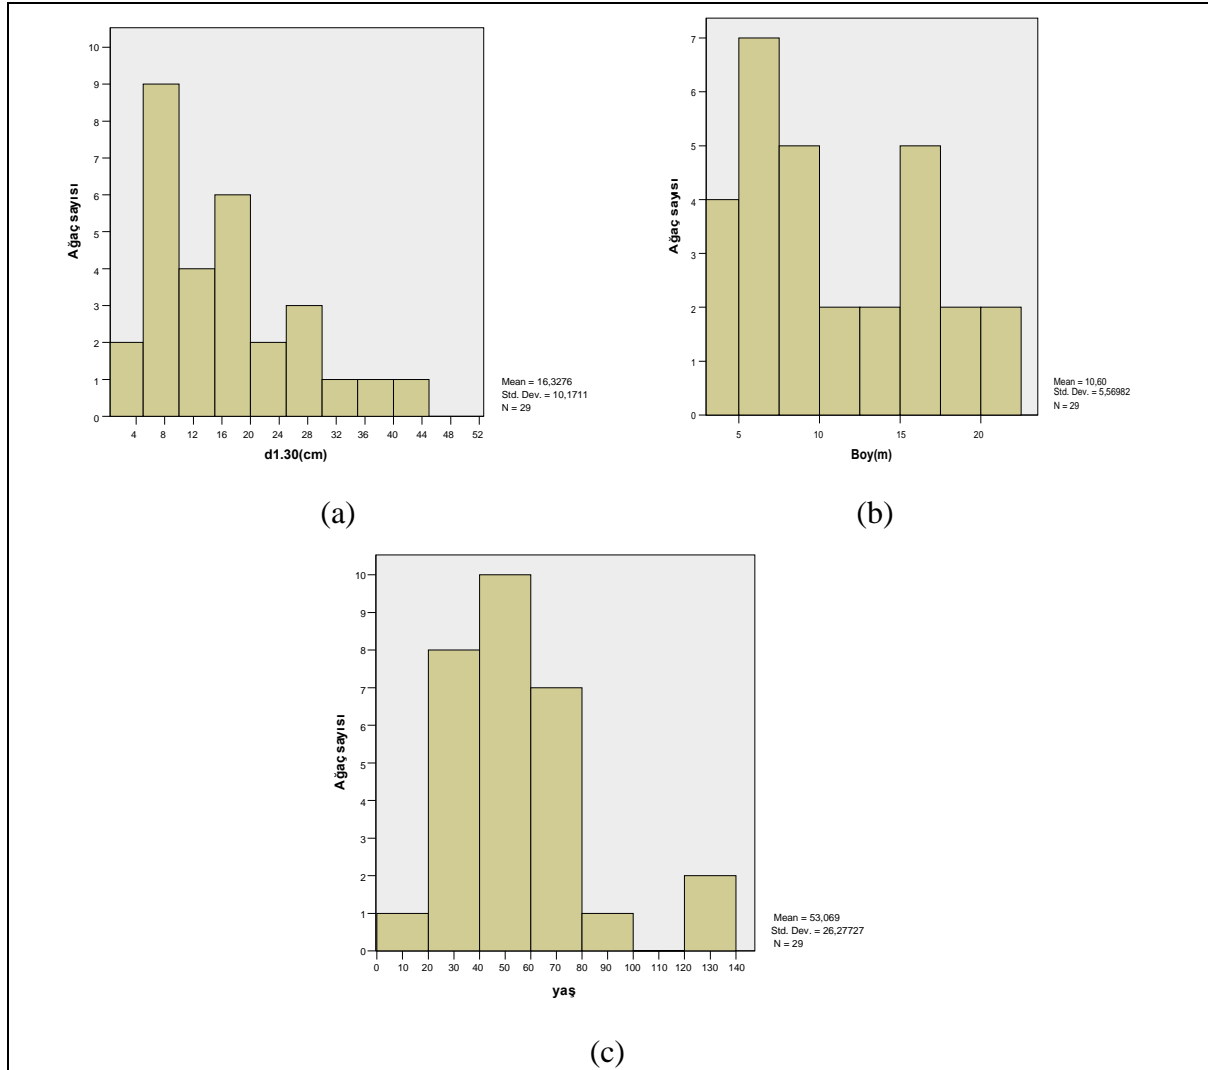 10
9
8
7
6
5
4
3
2
1
0
Ağaç sayısı
4 8 12 16 20 24 28 32 36 40 44 48 52
d1.30(cm)
Mean = 16,3276
Std. Dev. = 10,1711
N = 29
(a)
7
6
5
4
3
2
1
0
Ağaç sayısı
5 10 15 20
Boy(m)
Mean = 10,60
Std. Dev. = 5,56982
N = 29
(b)
10
9
8
7
6
5
4
3
2
1
0
Ağaç sayısı
0 10 20 30 40 50 60 70 80 90 100 110 120 130 140
yaş
Mean = 53,069
Std. Dev. = 26,27727
N = 29
(c)